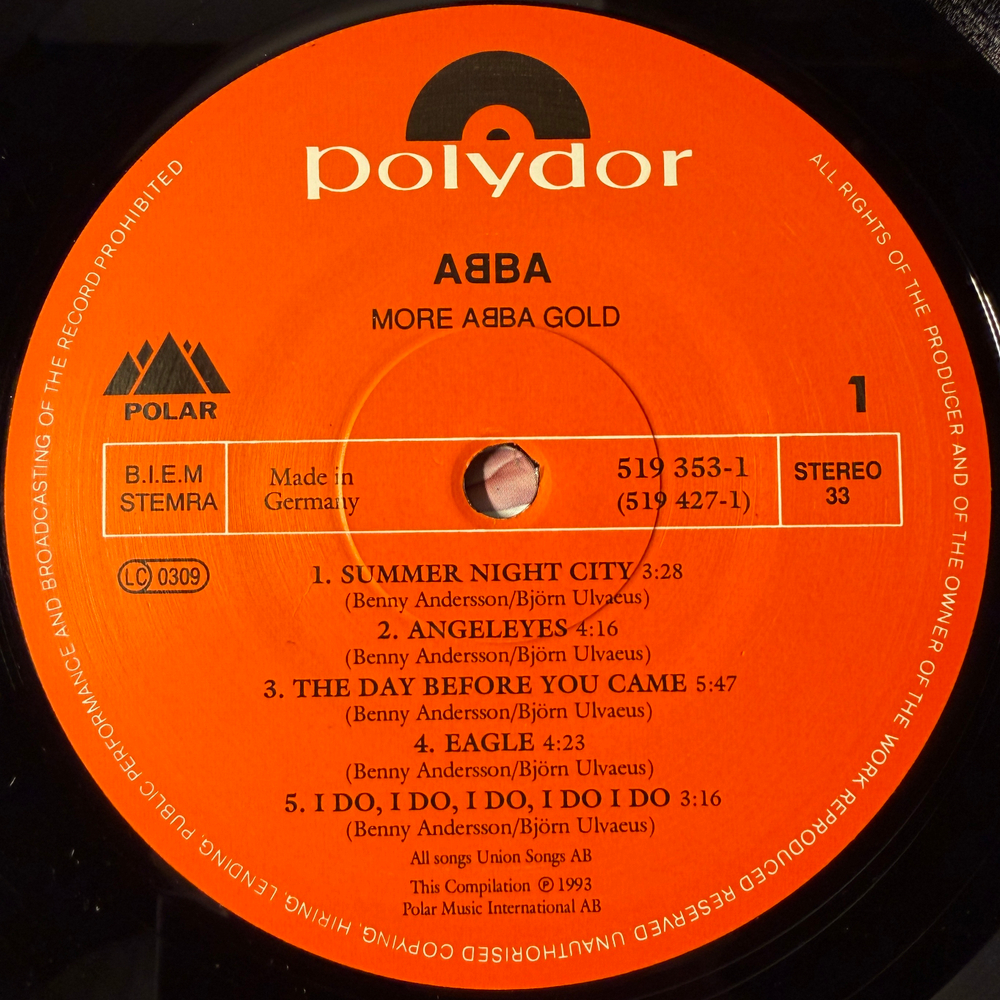 polydor
ABBA
MORE ABBA GOLD
POLAR
1
B.I.E.M
STEMRA
Made in
Germany
519 353-1
(519 427-1)
STEREO
33
LC 0309
1. SUMMER NIGHT CITY 3:28
(Benny Andersson/Björn Ulvaeus)
2. ANGELEYES 4:16
(Benny Andersson/Björn Ulvaeus)
3. THE DAY BEFORE YOU CAME 5:47
(Benny Andersson/Björn Ulvaeus)
4. EAGLE 4:23
(Benny Andersson/Björn Ulvaeus)
5. I DO, I DO, I DO, I DO I DO 3:16
(Benny Andersson/Björn Ulvaeus)
All songs Union Songs AB
This Compilation ℗ 1993
Polar Music International AB
ALL RIGHTS OF THE PRODUCER AND OF THE OWNER OF THE WORK REPRODUCED RESERVED UNAUTHORISED COPYING, HIRING, LENDING, PUBLIC PERFORMANCE AND BROADCASTING OF THE RECORD PROHIBITED